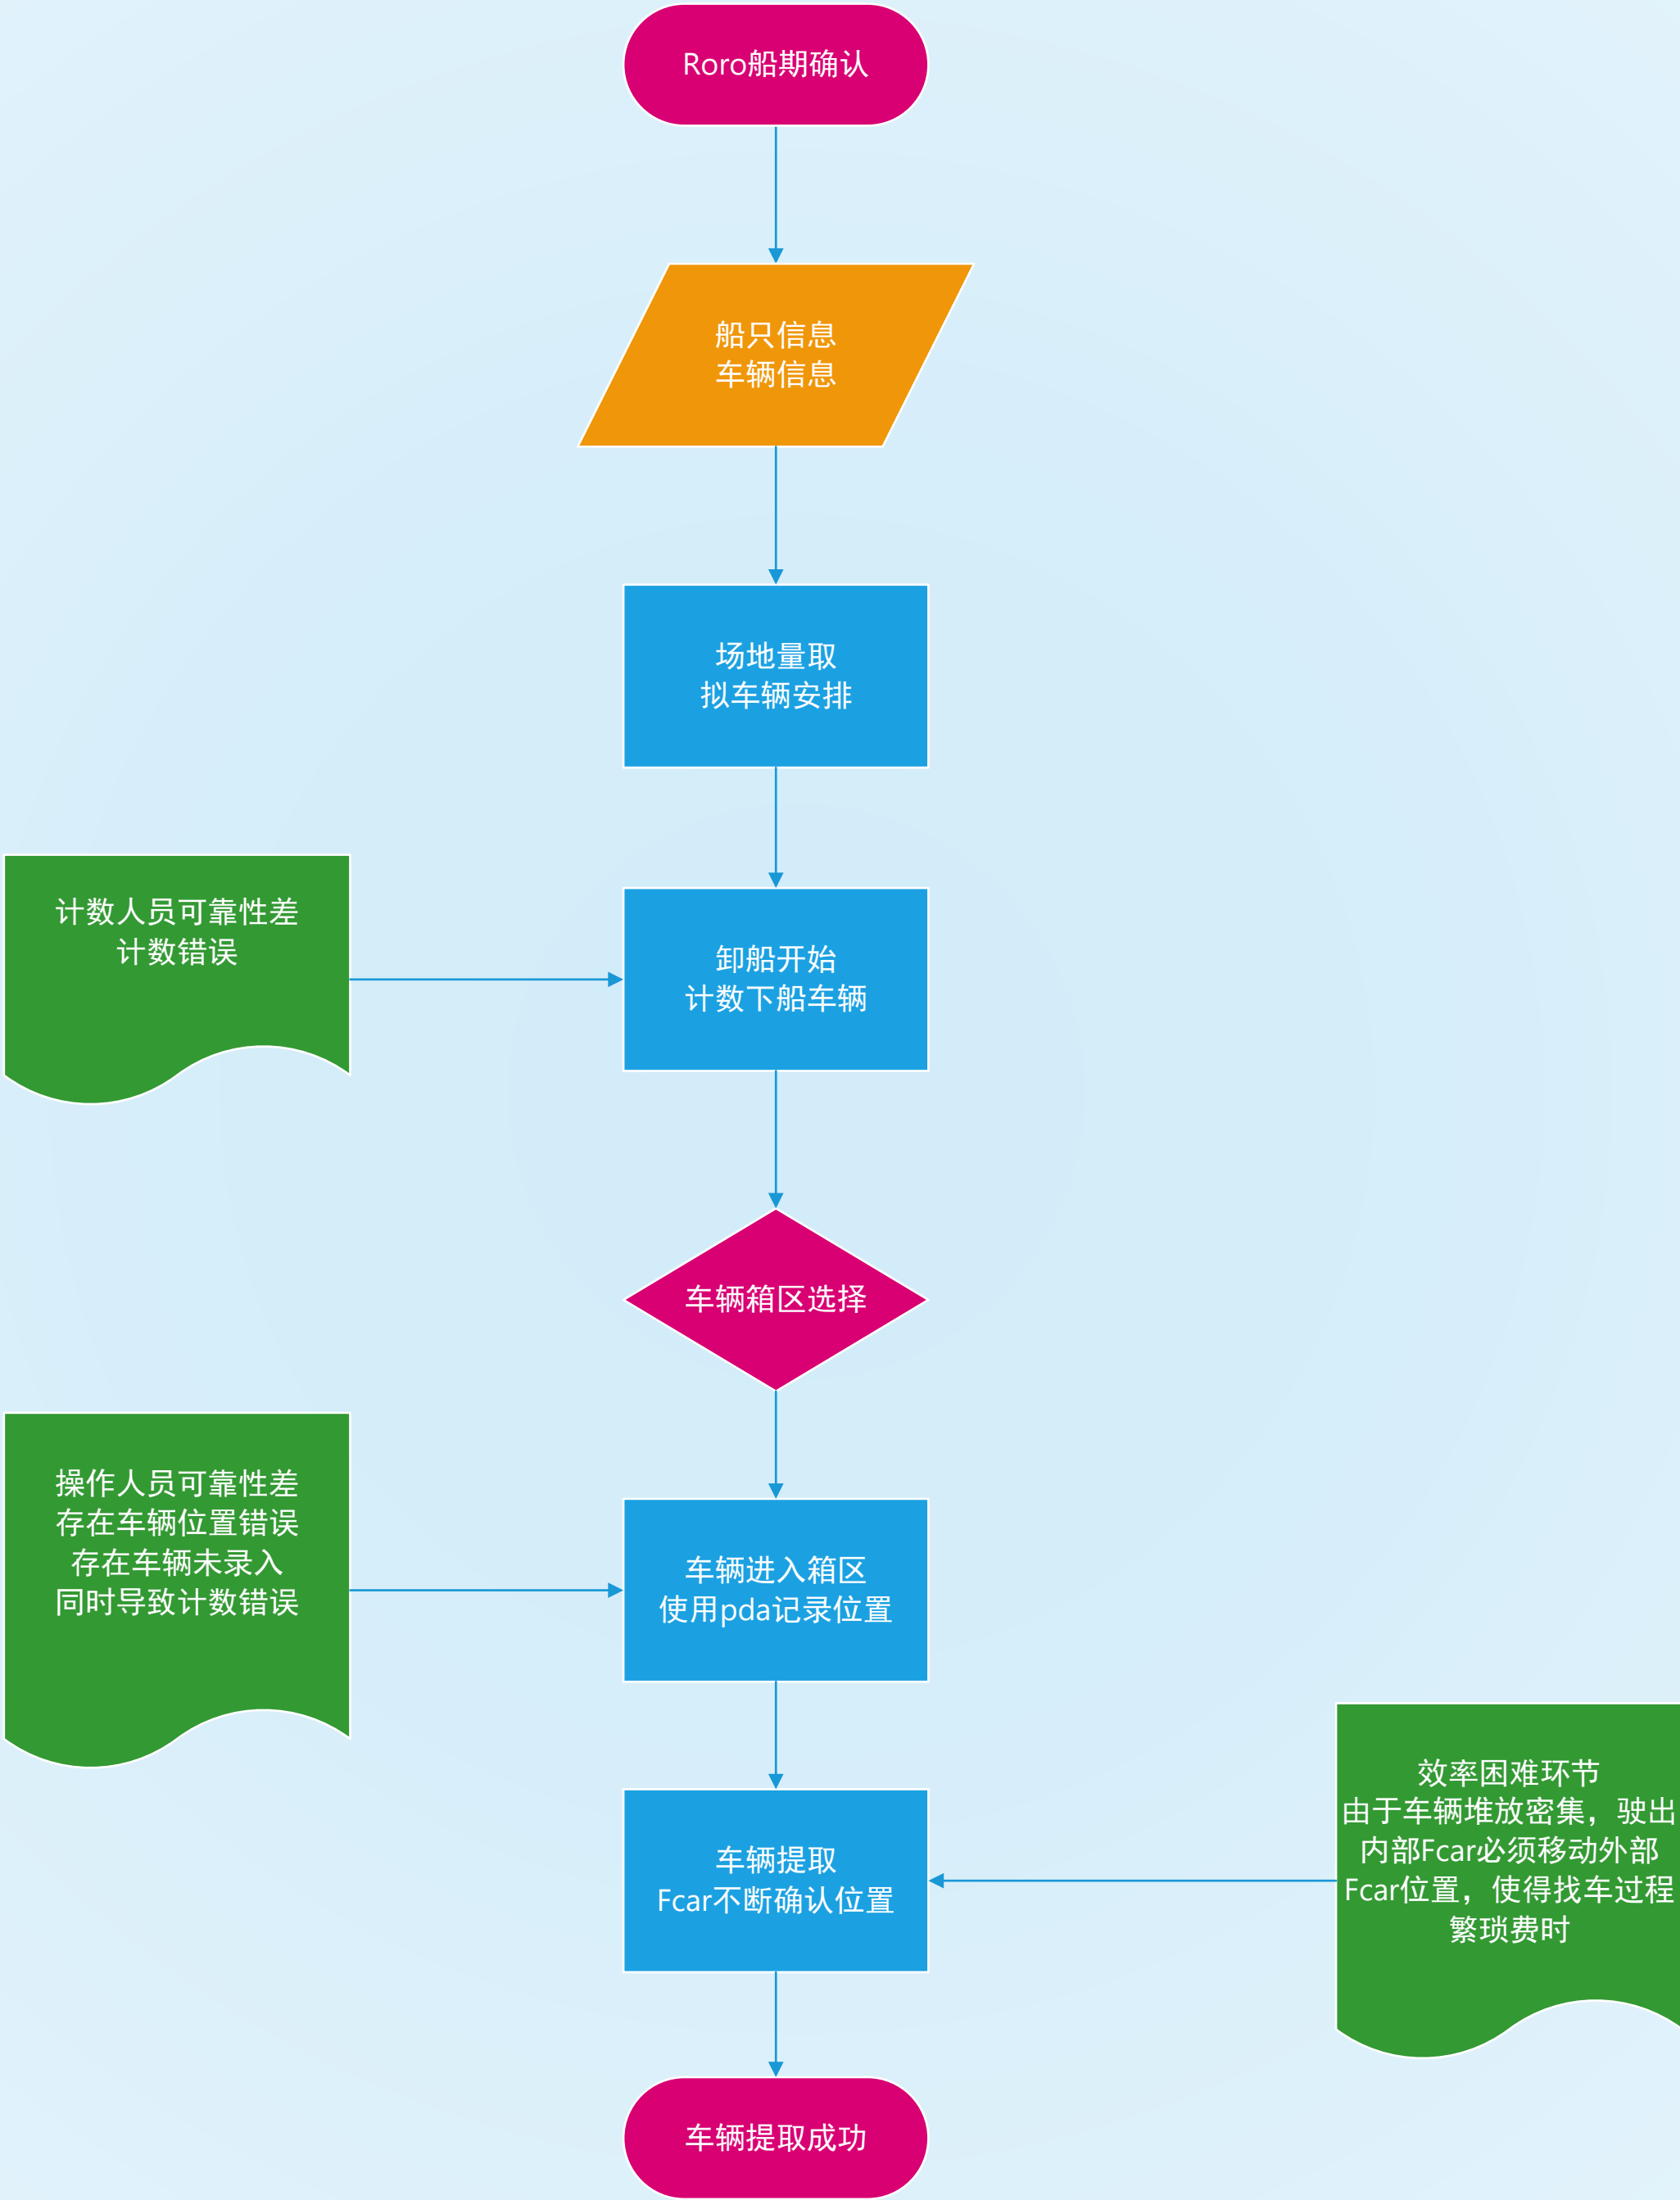 Roro船期确认
船只信息
车辆信息
场地量取
拟车辆安排
计数人员可靠性差
计数错误
卸船开始
计数下船车辆
车辆箱区选择
操作人员可靠性差
存在车辆位置错误
存在车辆未录入
同时导致计数错误
车辆进入箱区
使用pda记录位置
效率困难环节
由于车辆堆放密集，驶出
内部Fcar必须移动外部
Fcar位置，使得找车过程
繁琐费时
车辆提取
Fcar不断确认位置
车辆提取成功